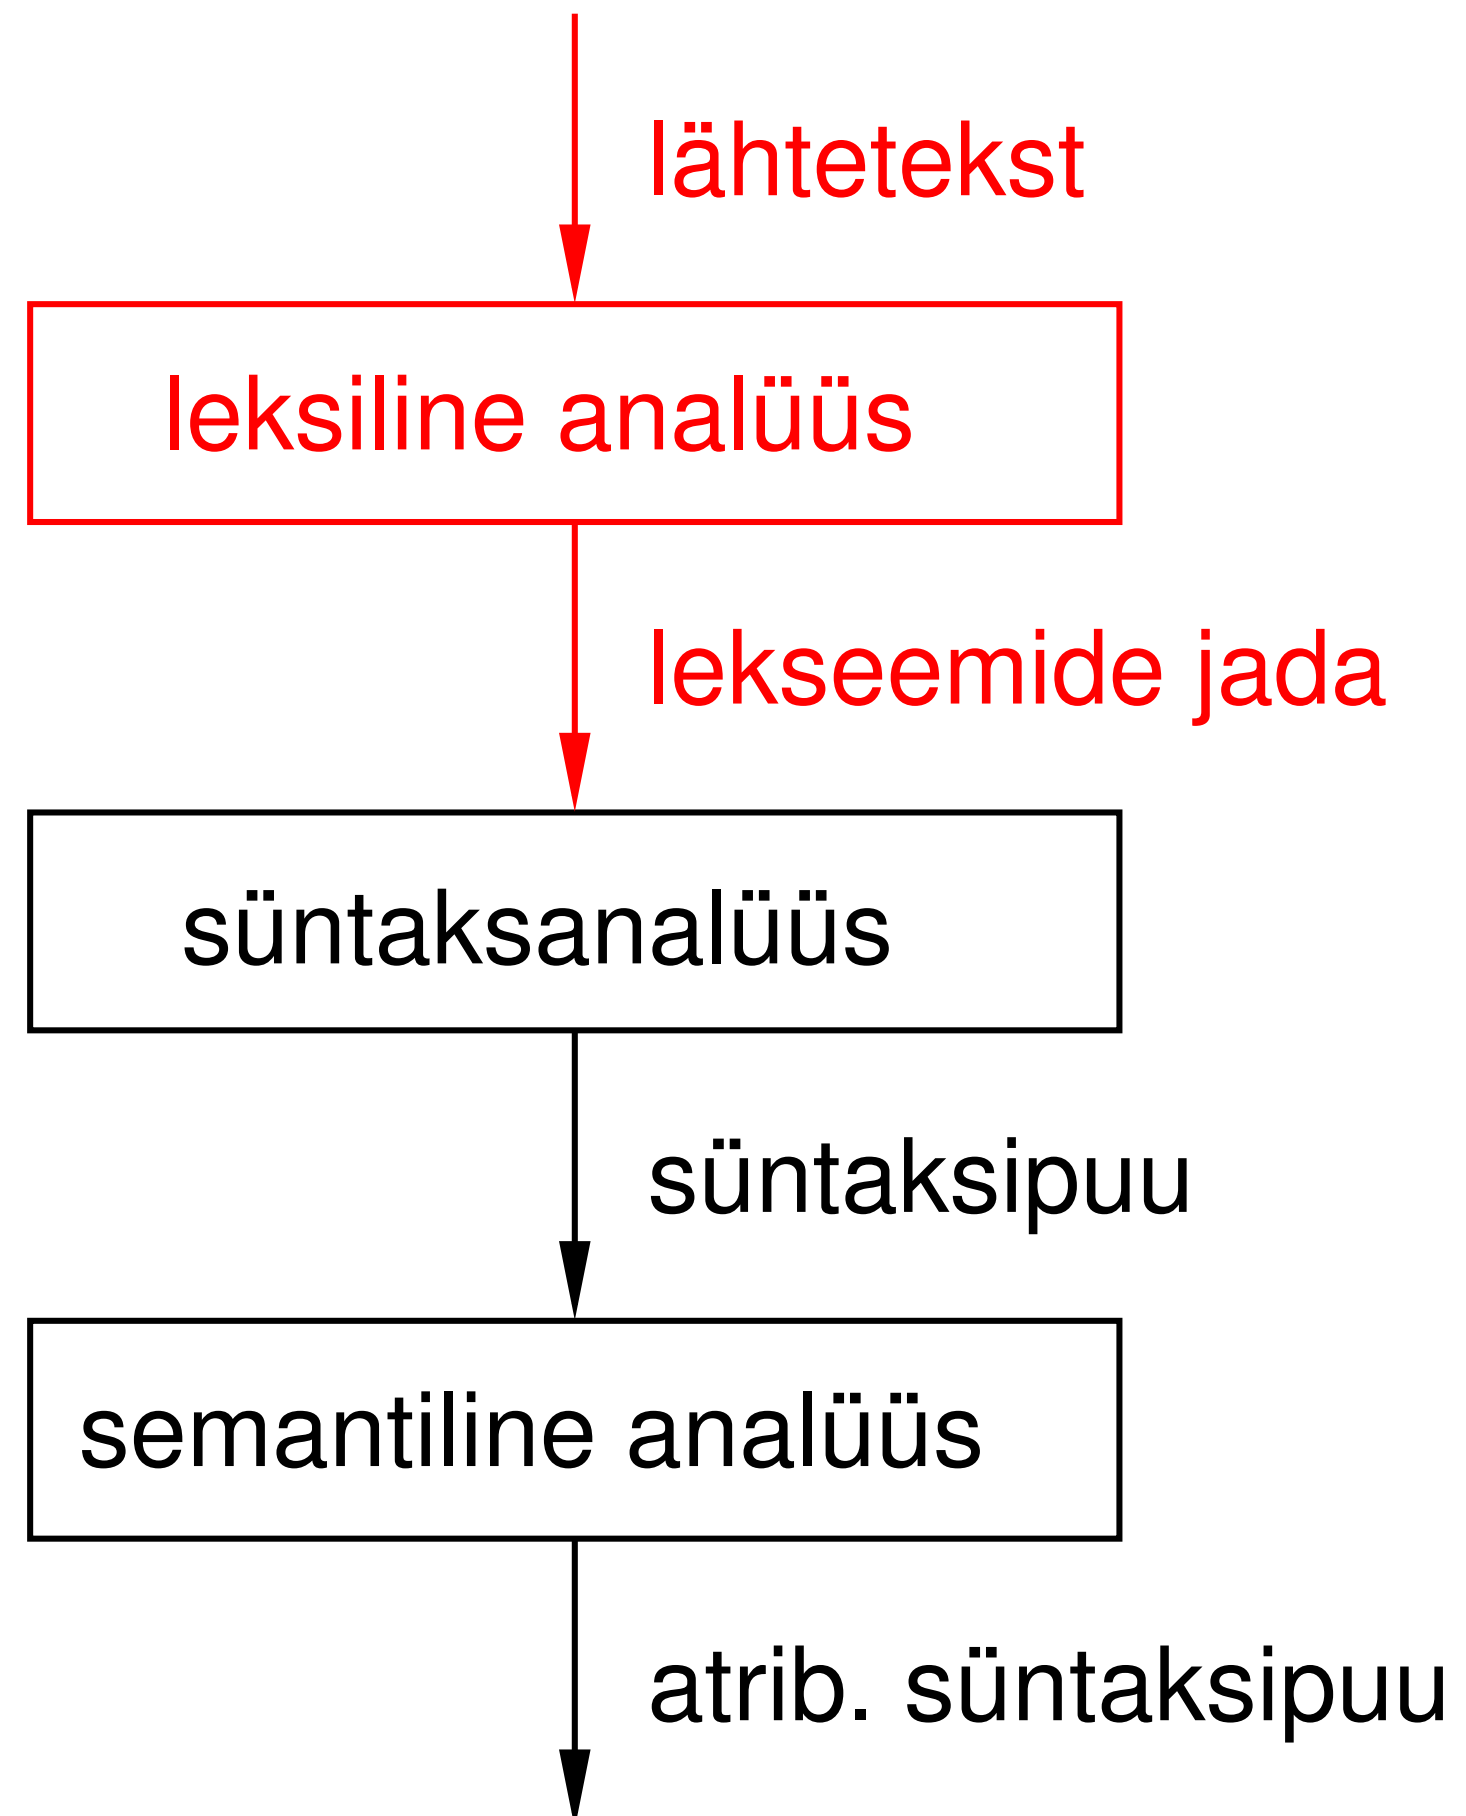 lähtetekst
leksiline analüüs
lekseemide jada
süntaksanalüüs
süntaksipuu
semantiline analüüs
atrib. süntaksipuu